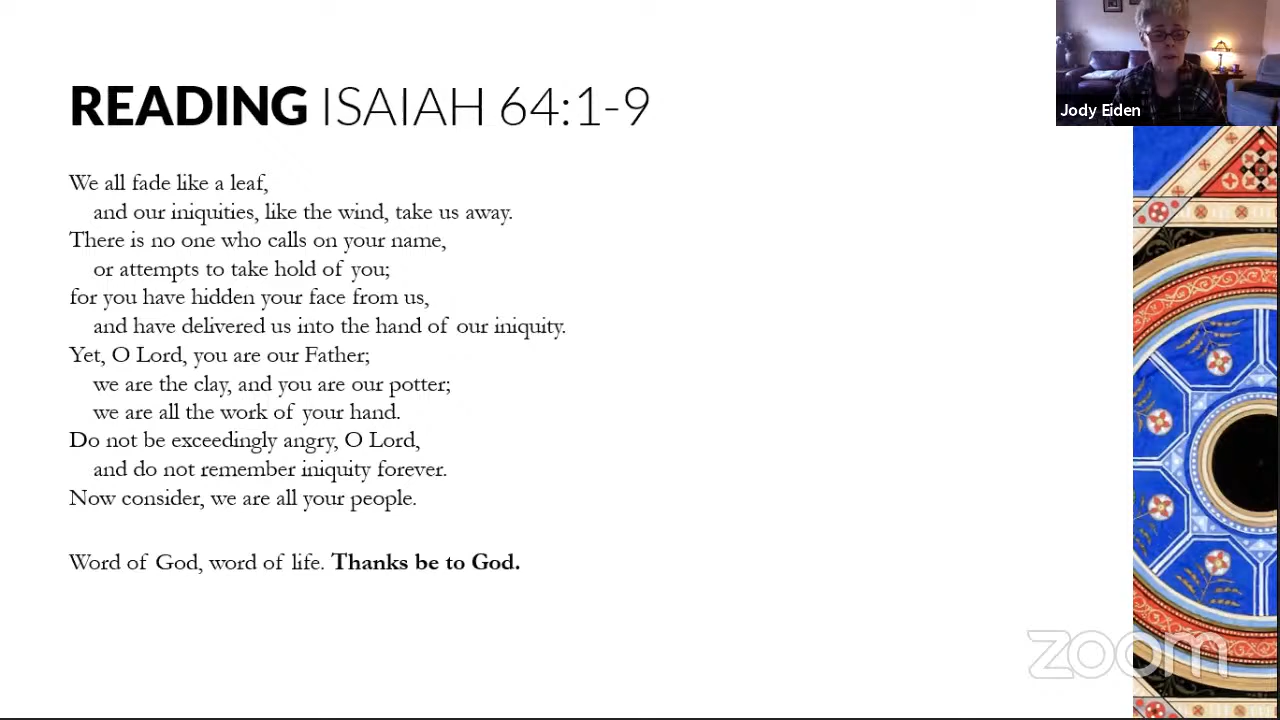 READING ISAIAH 64:1-9
Jody Eiden
We all fade like a leaf,
and our iniquities, like the wind, take us away.
There is no one who calls on your name,
or attempts to take hold of you;
for you have hidden your face from us,
and have delivered us into the hand of our iniquity.
Yet, O Lord, you are our Father;
we are the clay, and you are our potter;
we are all the work of your hand.
Do not be exceedingly angry, O Lord,
and do not remember iniquity forever.
Now consider, we are all your people.
Word of God, word of life. Thanks be to God.
zoom